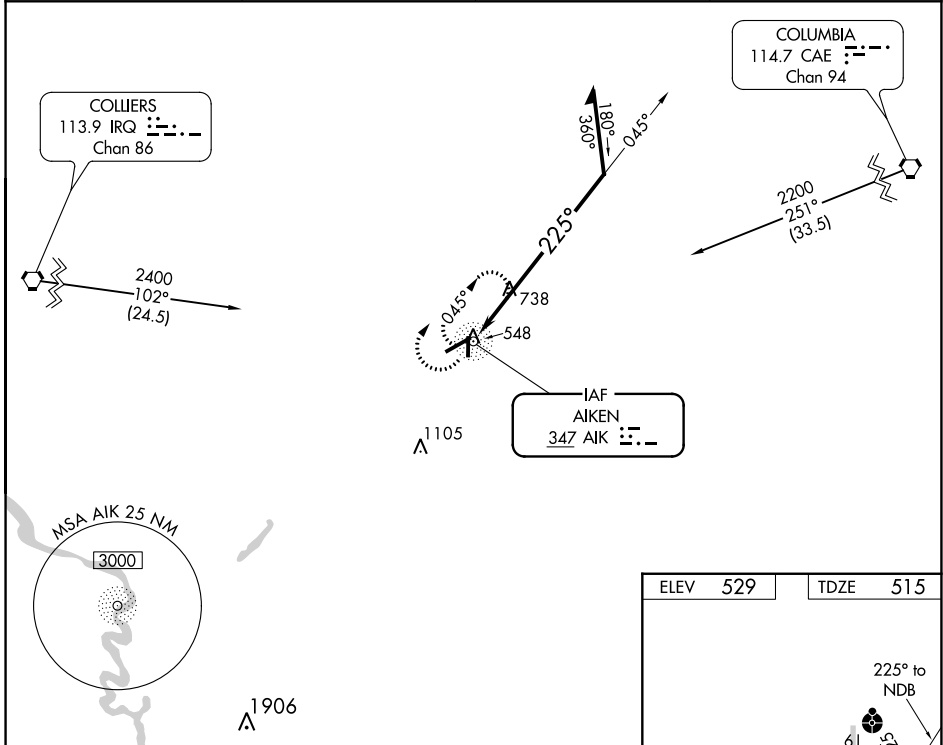 COLUMBIA
114.7 CAE
Chan 94
COLLIERS
113.9 IRQ
Chan 86
180°
360°
045°
2200
251°
(33.5)
225°
2400
102°
(24.5)
045°
738
548
IAF
AIKEN
347 AIK
1105
MSA AIK 25 NM
3000
1906
ELEV 529
TDZE 515
225° to
NDB